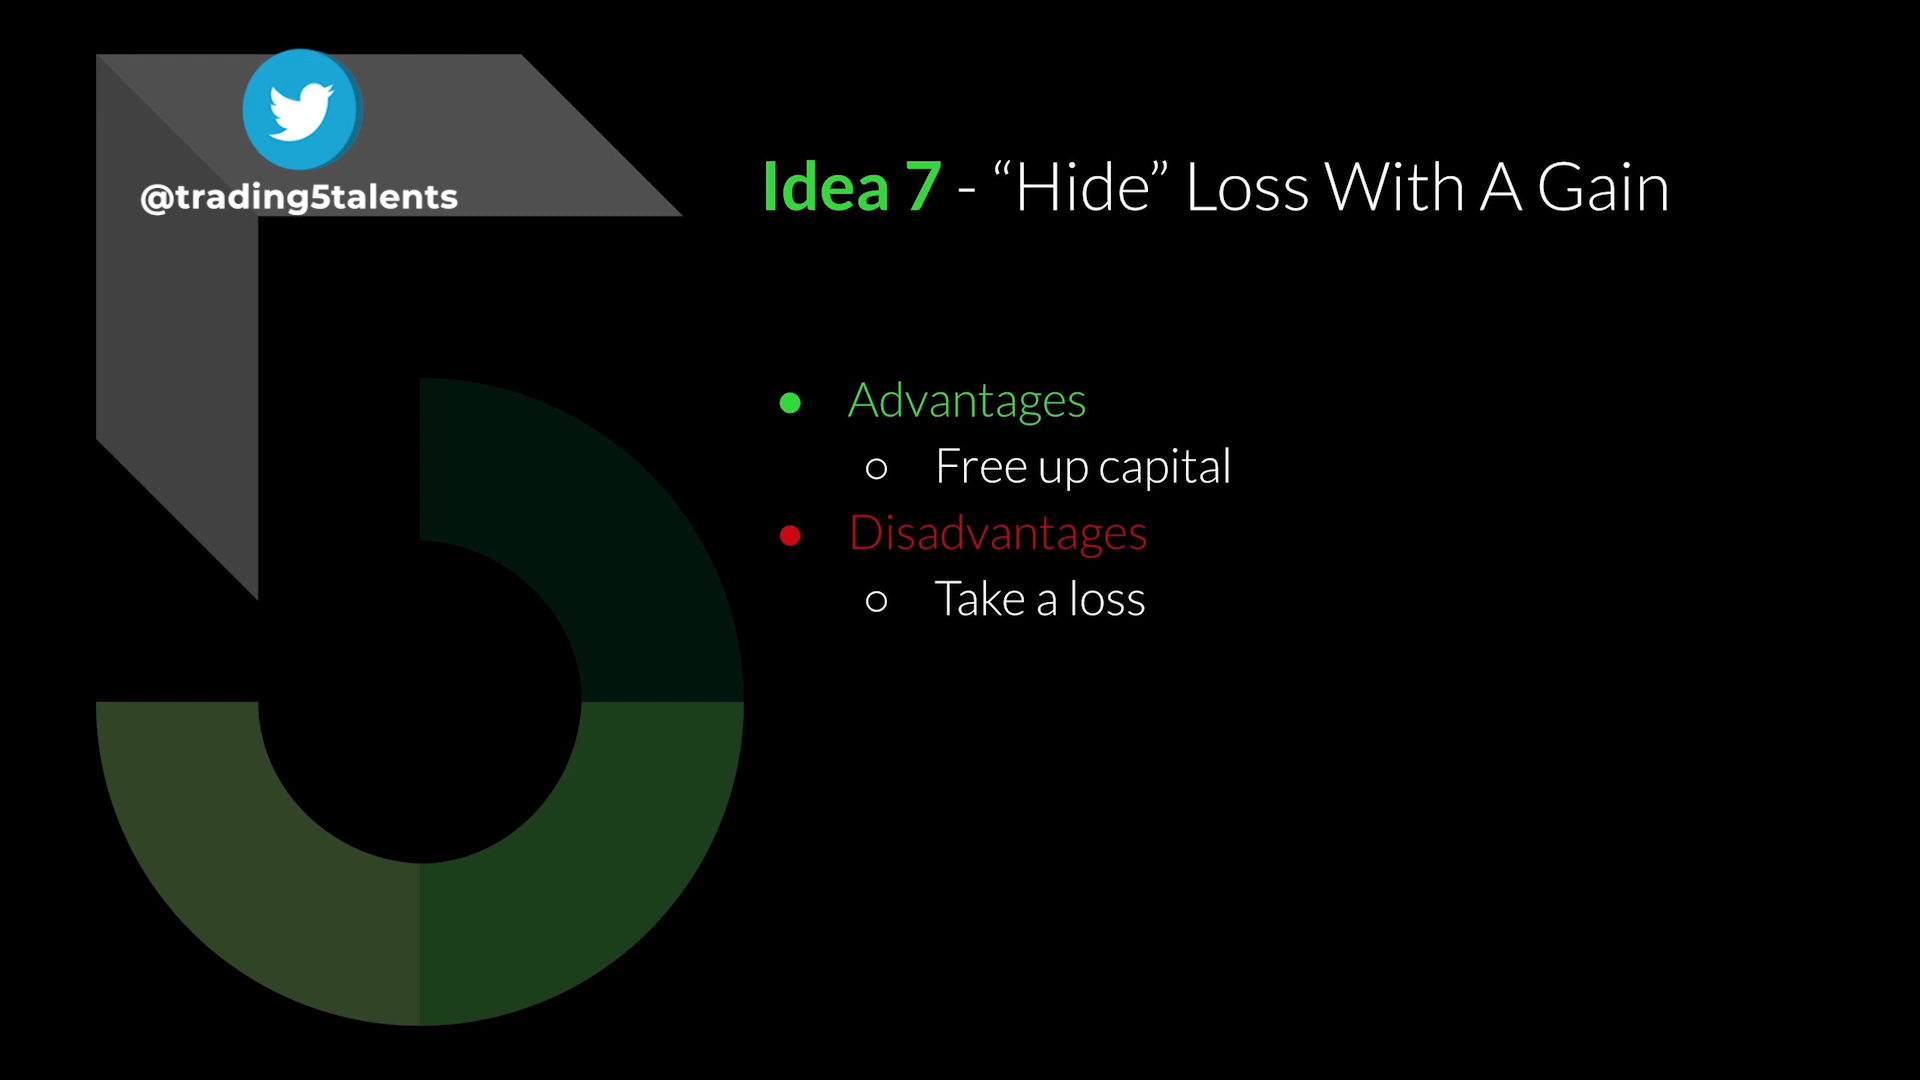 @trading5talents
Idea 7 - “Hide” Loss With A Gain
● Advantages
○ Free up capital
● Disadvantages
○ Take a loss